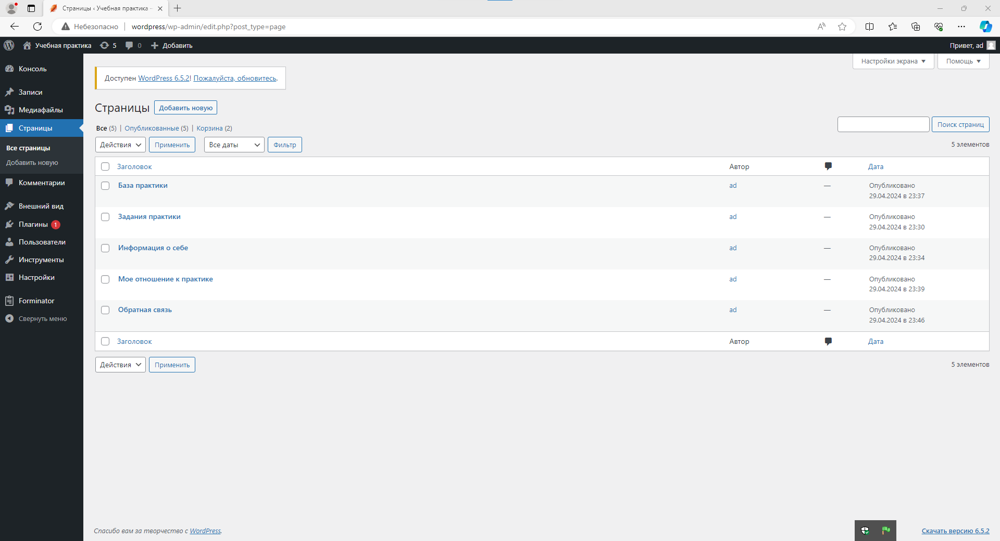 Страницы ‹ Учебная практика –
Небезопасно
wordpress/wp-admin/edit.php?post_type=page
Учебная практика
5
0
Добавить
Привет, ad
Консоль
Записи
Медиафайлы
Страницы
Все страницы
Добавить новую
Комментарии
Внешний вид
Плагины 1
Пользователи
Инструменты
Настройки
Forminator
Свернуть меню
Настройки экрана
Помощь
Доступен WordPress 6.5.2! Пожалуйста, обновитесь.
Страницы
Добавить новую
Все (5) | Опубликованные (5) | Корзина (2)
Поиск страниц
Действия
Применить
Все даты
Фильтр
5 элементов
Заголовок
Автор
Дата
База практики
ad
—
Опубликовано
29.04.2024 в 23:37
Задания практики
ad
—
Опубликовано
29.04.2024 в 23:30
Информация о себе
ad
—
Опубликовано
29.04.2024 в 23:34
Мое отношение к практике
ad
—
Опубликовано
29.04.2024 в 23:39
Обратная связь
ad
—
Опубликовано
29.04.2024 в 23:46
Заголовок
Автор
Дата
Действия
Применить
5 элементов
Спасибо вам за творчество с WordPress.
Скачать версию 6.5.2